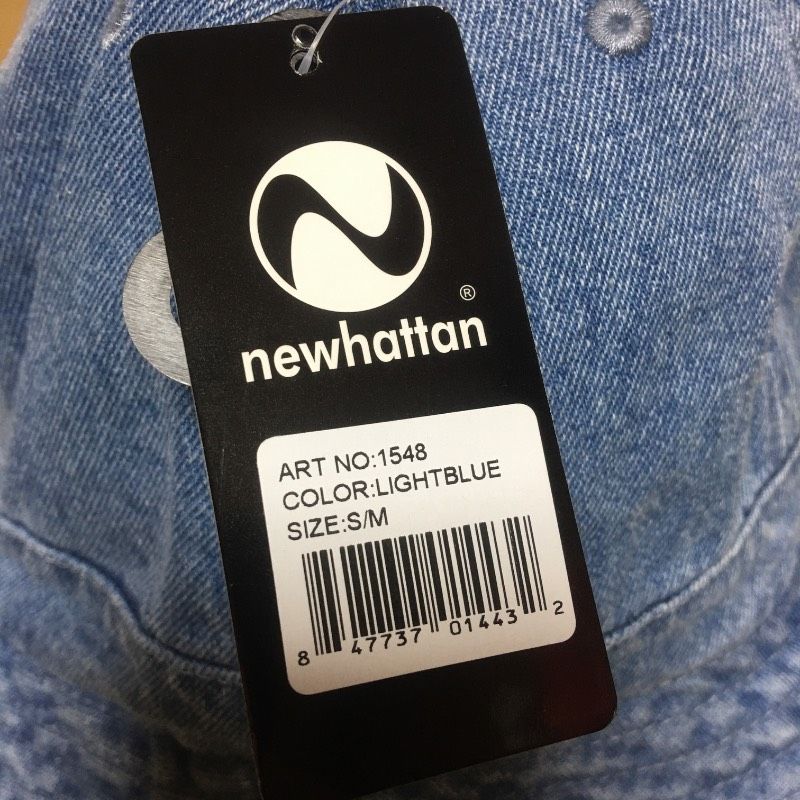 ®
newhattan
ART NO:1548
COLOR:LIGHTBLUE
SIZE:S/M
8 47737 01443 2